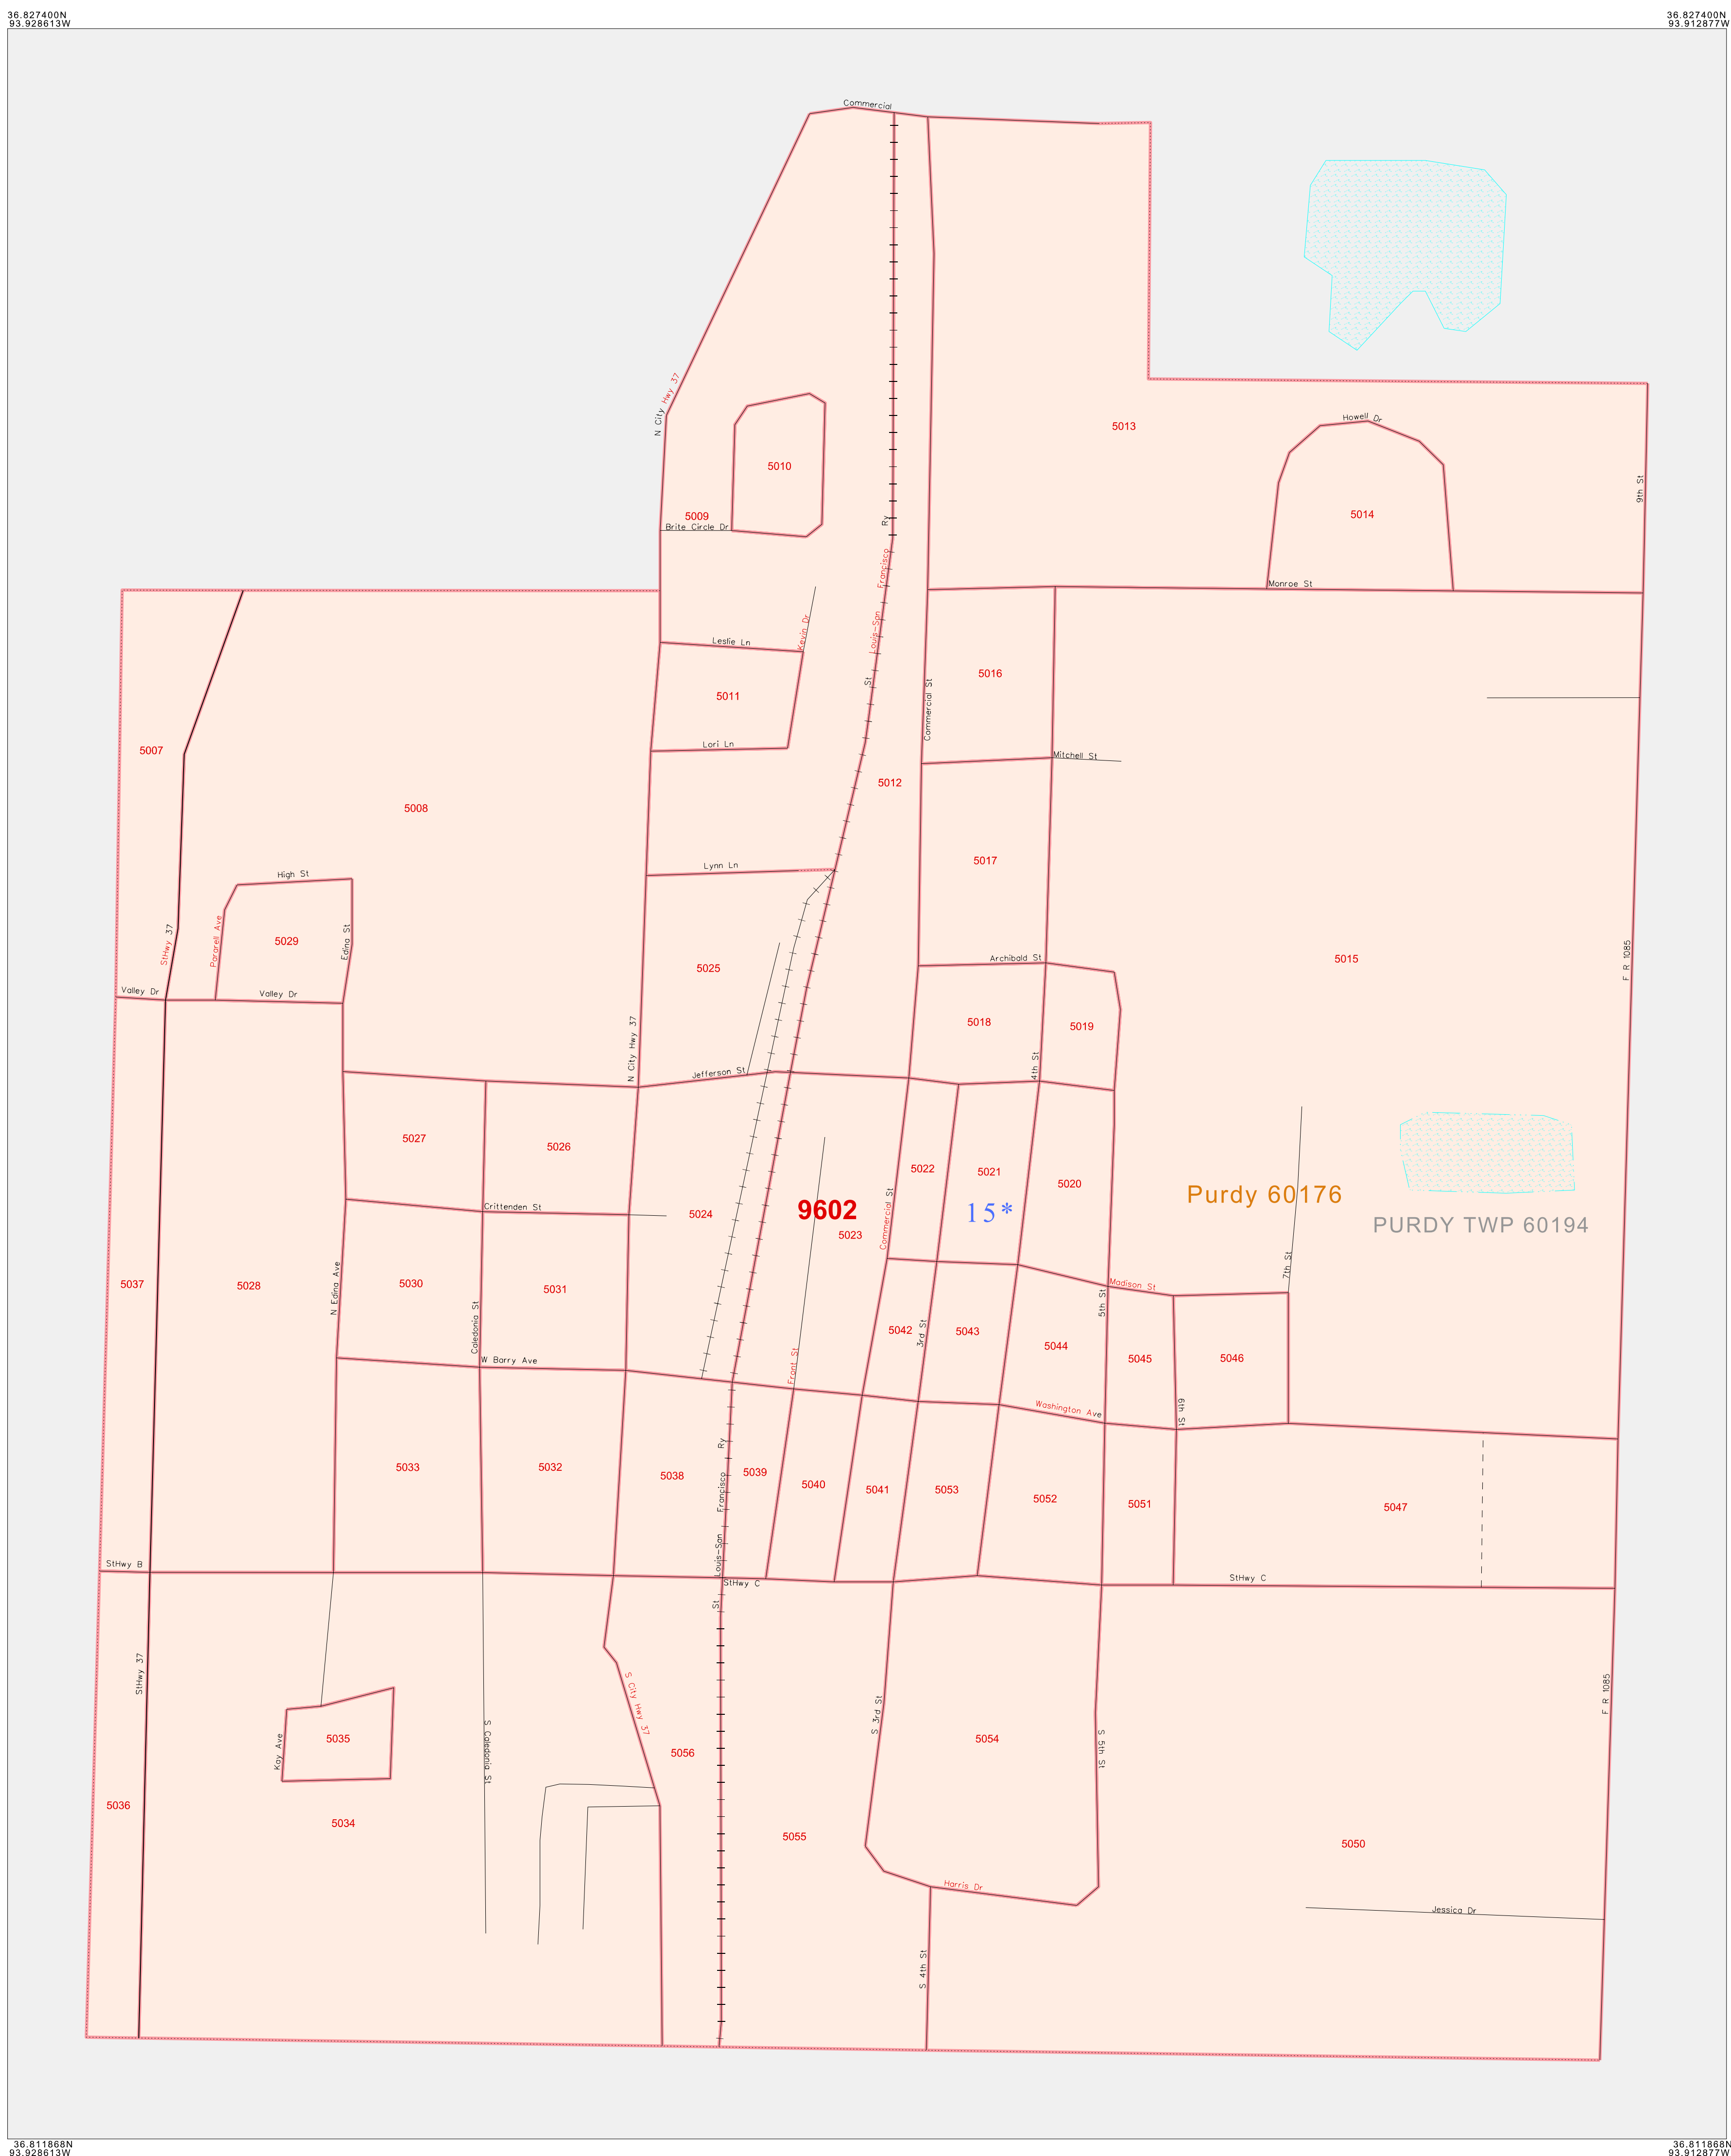 36.827400N
93.928613W
36.827400N
93.912877W
Commercial
N City Hwy 37
5013
Howell Dr
5010
9th St
5014
5009
Brite Circle Dr
St Louis-San Francisco Ry
Monroe St
Kevin Dr
Leslie Ln
5016
5011
Commercial St
Lori Ln
5007
Mitchell St
5012
5008
5017
Lynn Ln
High St
Pararell Ave
5029
Edina St
StHwy 37
Archibald St
5015
F R 1085
5025
Valley Dr
Valley Dr
5018
5019
N City Hwy 37
4th St
Jefferson St
5027
5026
5022
5021
5020
Purdy 60176
Crittenden St
9602
15*
5024
PURDY TWP 60194
Commercial St
5023
7th St
5037
5028
N Edina Ave
5030
5031
Madison St
5th St
Caledonia St
5042
3rd St
5043
5044
5045
5046
W Barry Ave
Front St
Washington Ave
6th St
5033
5032
5038
5039
5040
5041
5053
5052
5051
5047
St Louis-San Francisco Ry
StHwy B
StHwy C
StHwy C
StHwy 37
S City Hwy 37
S 3rd St
F R 1085
Kay Ave
5035
S Caledonia St
5056
5054
S 5th St
5036
5034
5055
5050
Harris Dr
Jessica Dr
S 4th St
36.811868N
93.928613W
36.811868N
93.912877W